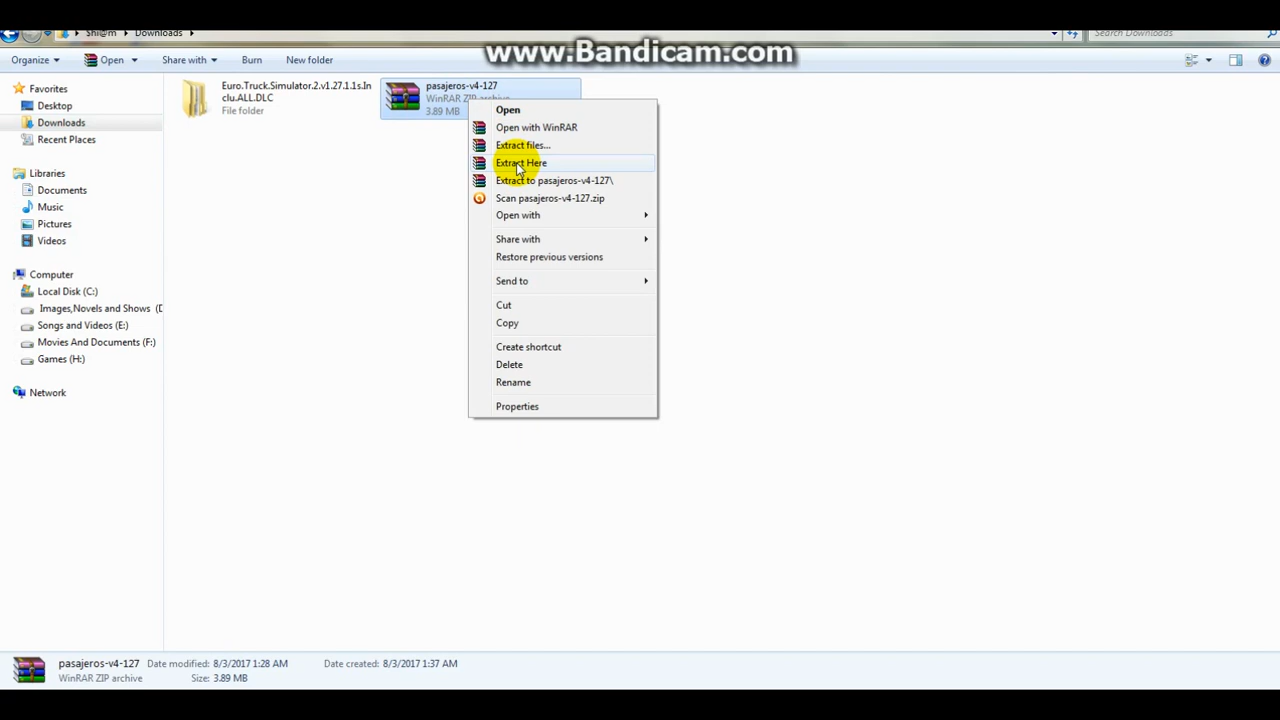 Shi@m
Downloads
Search Downloads
www.Bandicam.com
Organize
Open
Share with
Burn
New folder
Favorites
Desktop
Downloads
Recent Places
Libraries
Documents
Music
Pictures
Videos
Computer
Local Disk (C:)
Images,Novels and Shows (D
Songs and Videos (E:)
Movies And Documents (F:)
Games (H:)
Network
Euro.Truck.Simulator.2.v1.27.1.1s.In
clu.ALL.DLC
File folder
pasajeros-v4-127
WinRAR ZIP archive
3.89 MB
Open
Open with WinRAR
Extract files...
Extract Here
Extract to pasajeros-v4-127\
Scan pasajeros-v4-127.zip
Open with
Share with
Restore previous versions
Send to
Cut
Copy
Create shortcut
Delete
Rename
Properties
pasajeros-v4-127 Date modified: 8/3/2017 1:28 AM Date created: 8/3/2017 1:37 AM
WinRAR ZIP archive Size: 3.89 MB